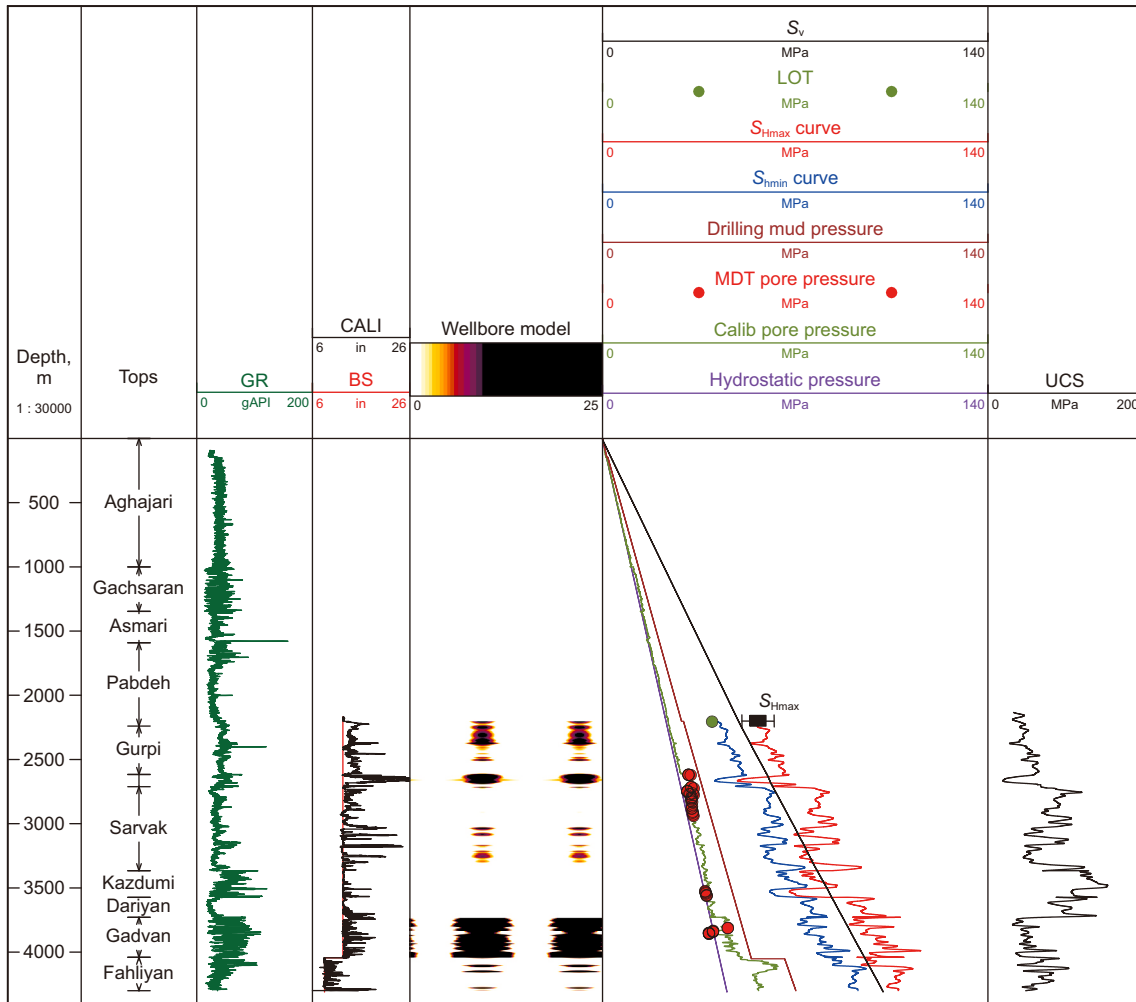 Depth,
m
1 : 30000
Tops
GR
0 gAPI 200
CALI
6 in 26
BS
6 in 26
Wellbore model
0 25
Sv
0 MPa 140
LOT
0 MPa 140
SHmax curve
0 MPa 140
Shmin curve
0 MPa 140
Drilling mud pressure
0 MPa 140
MDT pore pressure
0 MPa 140
Calib pore pressure
0 MPa 140
Hydrostatic pressure
0 MPa 140
UCS
0 MPa 200
500
1000
1500
2000
2500
3000
3500
4000
Aghajari
Gachsaran
Asmari
Pabdeh
Gurpi
Sarvak
Kazdumi
Dariyan
Gadvan
Fahliyan
SHmax